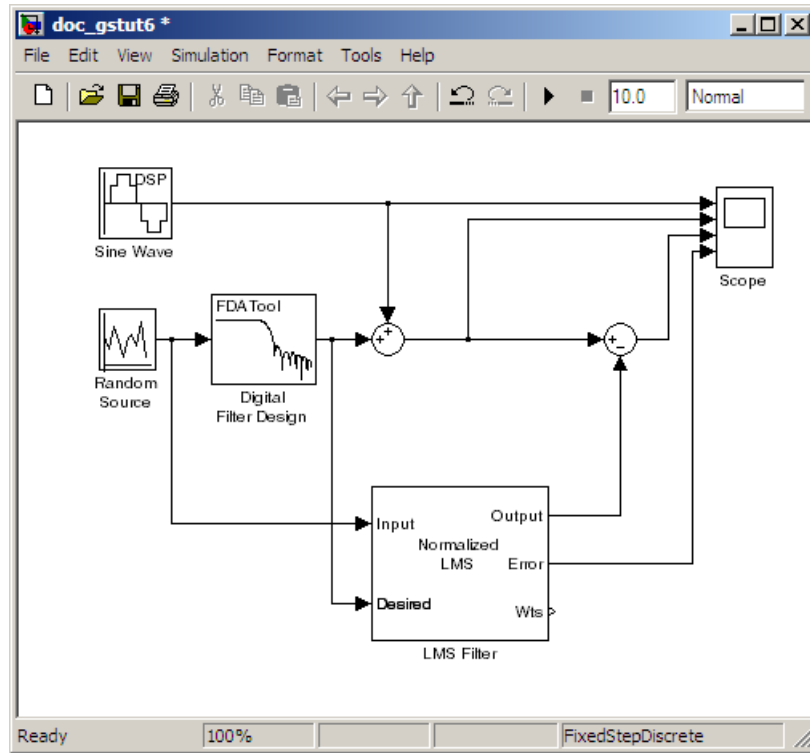 doc_gstut6 *
File Edit View Simulation Format Tools Help
10.0 Normal
DSP
Sine Wave
Scope
FDATool
+ +
+ -
Random
Source
Digital
Filter Design
Input
Output
Normalized
LMS
Error
Desired
Wts
LMS Filter
Ready 100% FixedStepDiscrete